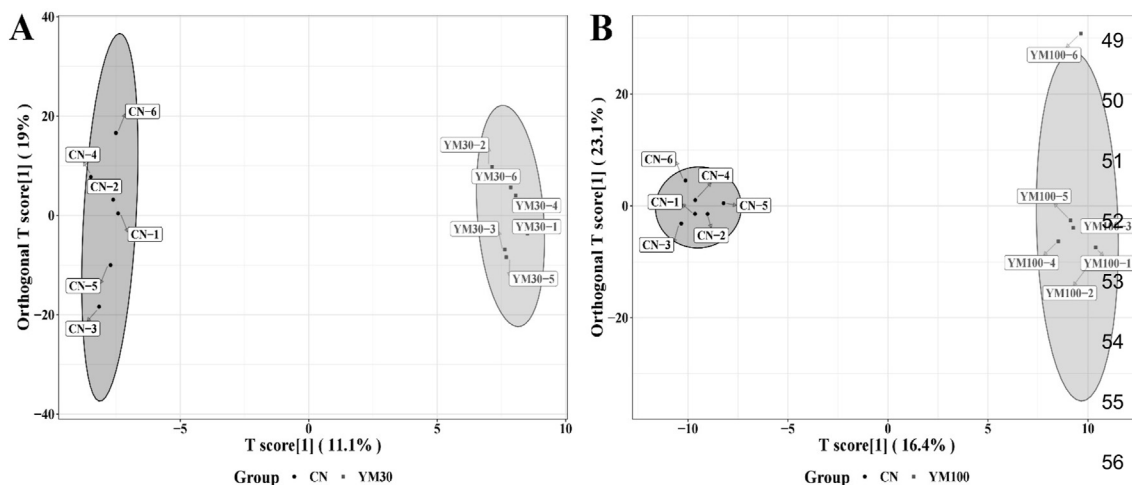 A
Orthogonal T score[1] ( 19% )
40
20
0
−20
−40
CN−6
CN−4
CN−2
CN−1
CN−5
CN−3
YM30−2
YM30−6
YM30−4
YM30−1
YM30−3
YM30−5
−5
0
5
10
T score[1] ( 11.1% )
Group CN YM30
B
Orthogonal T score[1] ( 23.1% )
20
0
−20
CN−6
CN−4
CN−1
CN−5
CN−2
CN−3
YM100−6
YM100−5
YM100−3
YM100−4
YM100−1
YM100−2
−10
−5
0
5
10
T score[1] ( 16.4% )
Group CN YM100
49
50
51
52
53
54
55
56